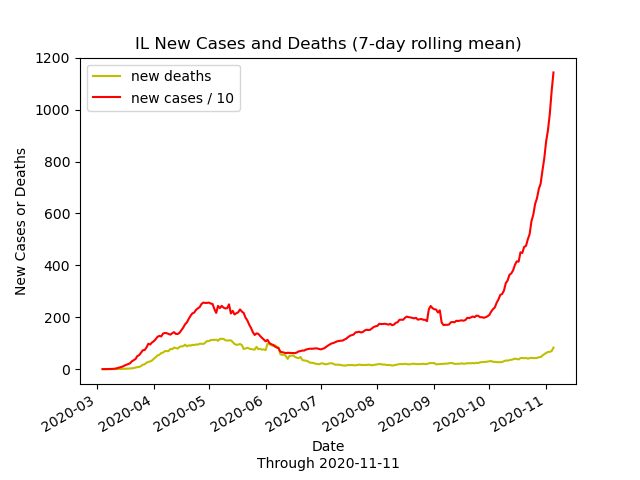 IL New Cases and Deaths (7-day rolling mean)
new deaths
new cases / 10
New Cases or Deaths
1200
1000
800
600
400
200
0
2020-03
2020-04
2020-05
2020-06
2020-07
2020-08
2020-09
2020-10
2020-11
Date
Through 2020-11-11